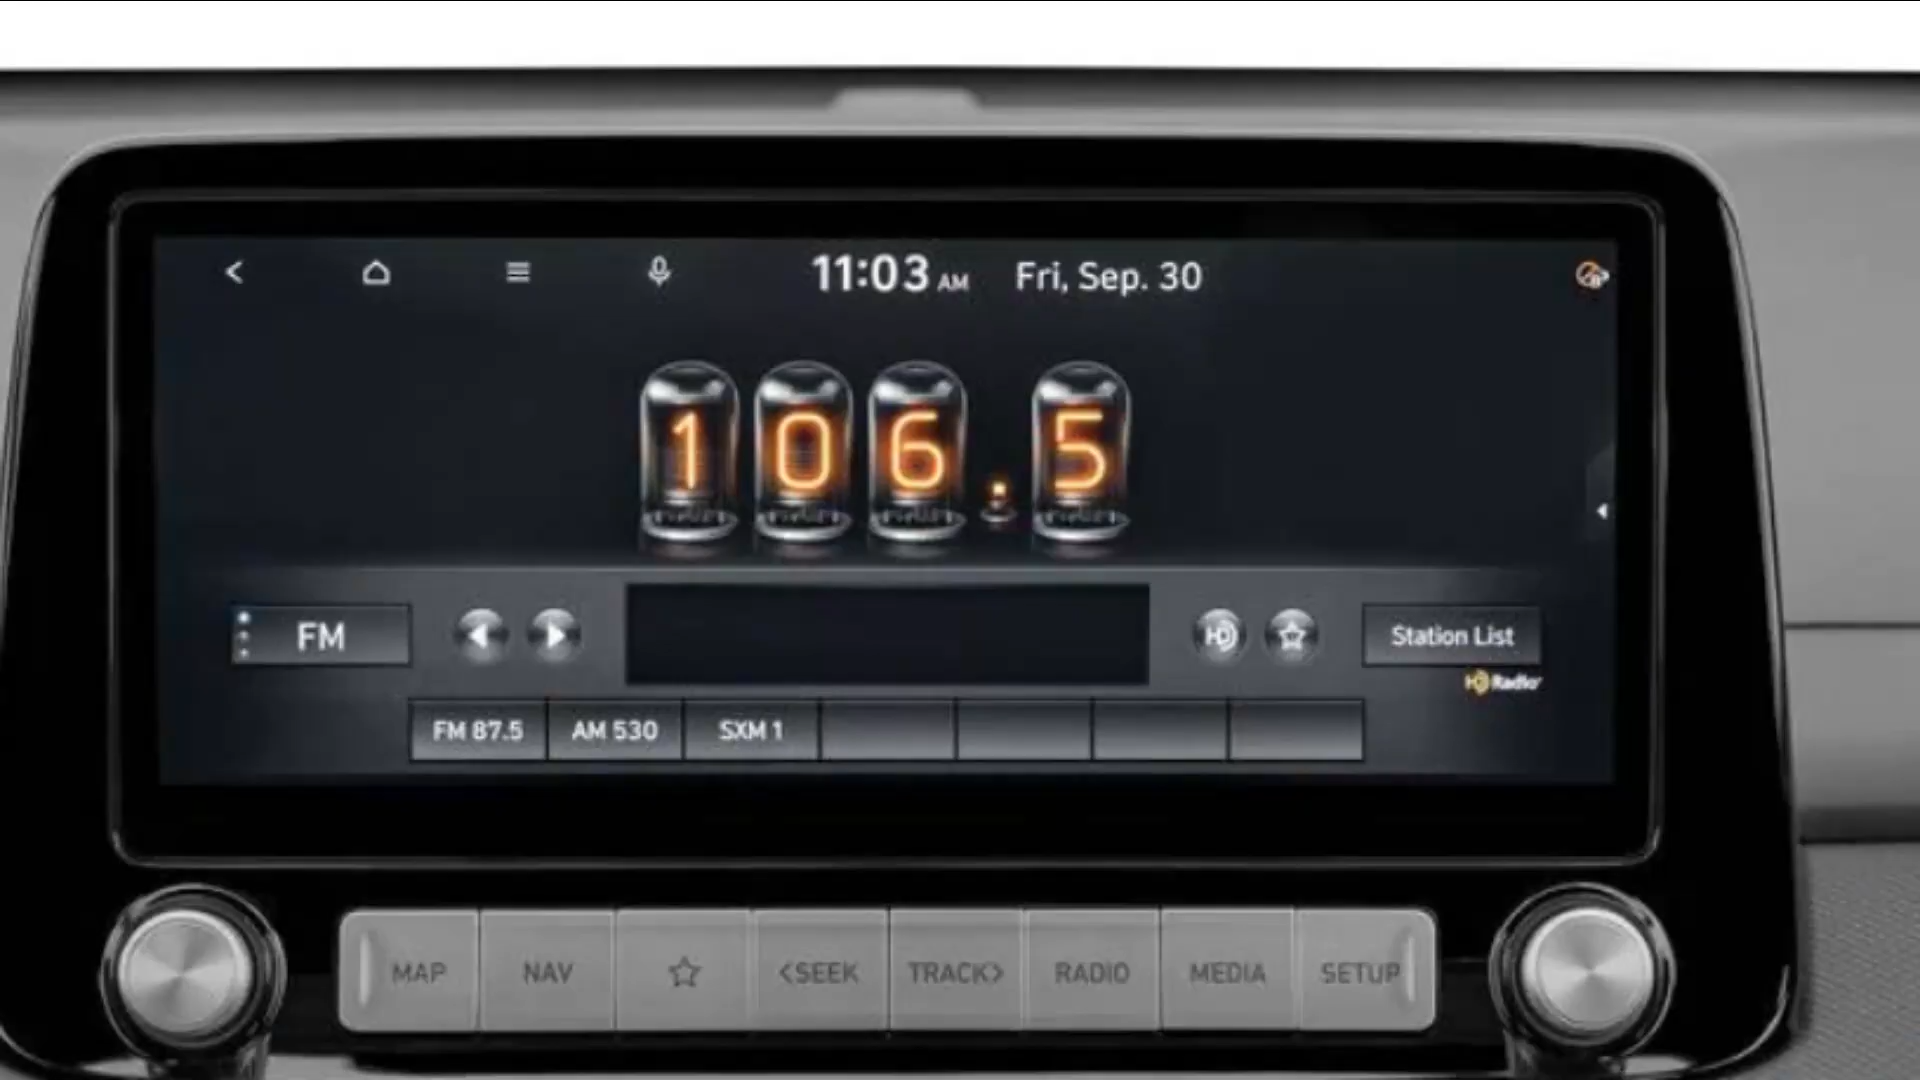 11:03 AM Fri, Sep. 30
106.5
FM
Station List
HD Radio
FM 87.5 AM 530 SXM 1
MAP NAV <SEEK TRACK> RADIO MEDIA SETUP